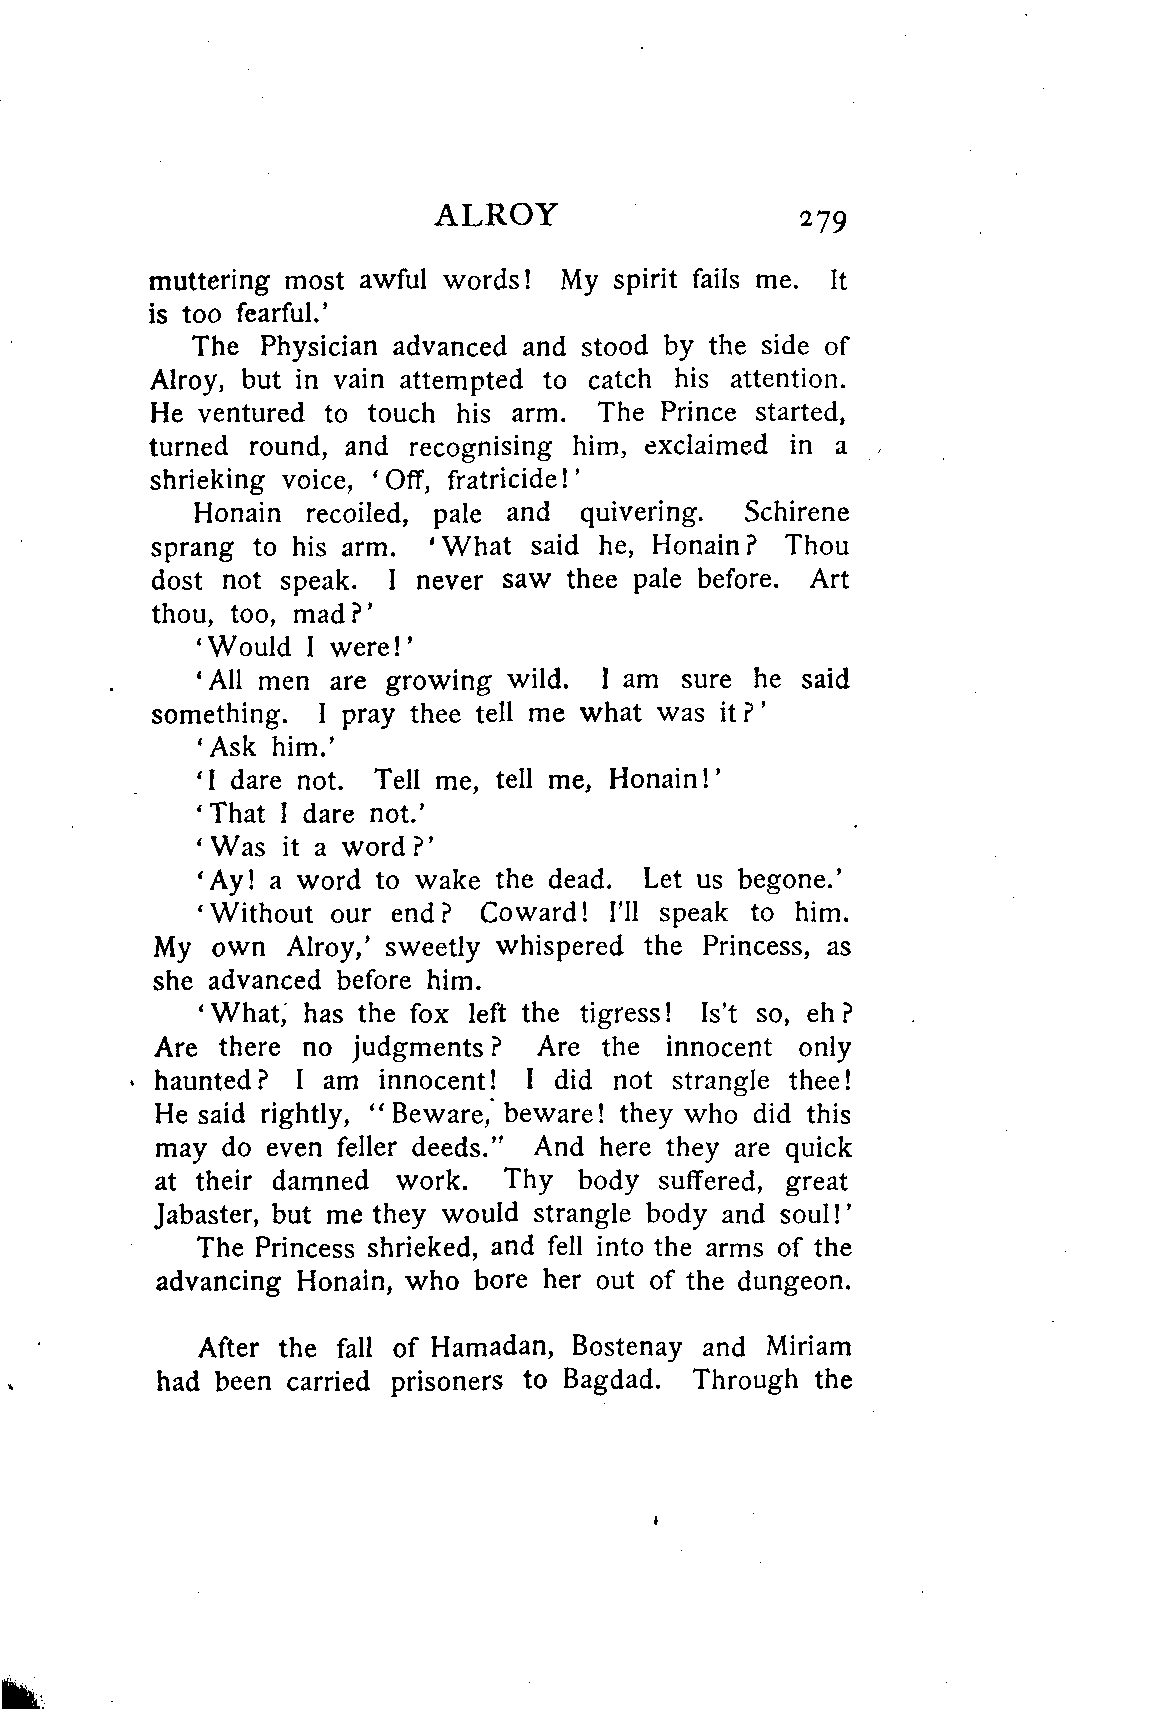 ALROY 279
muttering most awful words! My spirit fails me. It
is too fearful.'
The Physician advanced and stood by the side of
Alroy, but in vain attempted to catch his attention.
He ventured to touch his arm. The Prince started,
turned round, and recognising him, exclaimed in a
shrieking voice, 'Off, fratricide!'
Honain recoiled, pale and quivering. Schirene
sprang to his arm. 'What said he, Honain? Thou
dost not speak. I never saw thee pale before. Art
thou, too, mad?'
'Would I were!'
'All men are growing wild. I am sure he said
something. I pray thee tell me what was it?'
'Ask him.'
'I dare not. Tell me, tell me, Honain!'
'That I dare not.'
'Was it a word?'
'Ay! a word to wake the dead. Let us begone.'
'Without our end? Coward! I'll speak to him.
My own Alroy,' sweetly whispered the Princess, as
she advanced before him.
'What, has the fox left the tigress! Is't so, eh?
Are there no judgments? Are the innocent only
haunted? I am innocent! I did not strangle thee!
He said rightly, "Beware, beware! they who did this
may do even feller deeds." And here they are quick
at their damned work. Thy body suffered, great
Jabaster, but me they would strangle body and soul!'
The Princess shrieked, and fell into the arms of the
advancing Honain, who bore her out of the dungeon.
After the fall of Hamadan, Bostenay and Miriam
had been carried prisoners to Bagdad. Through the